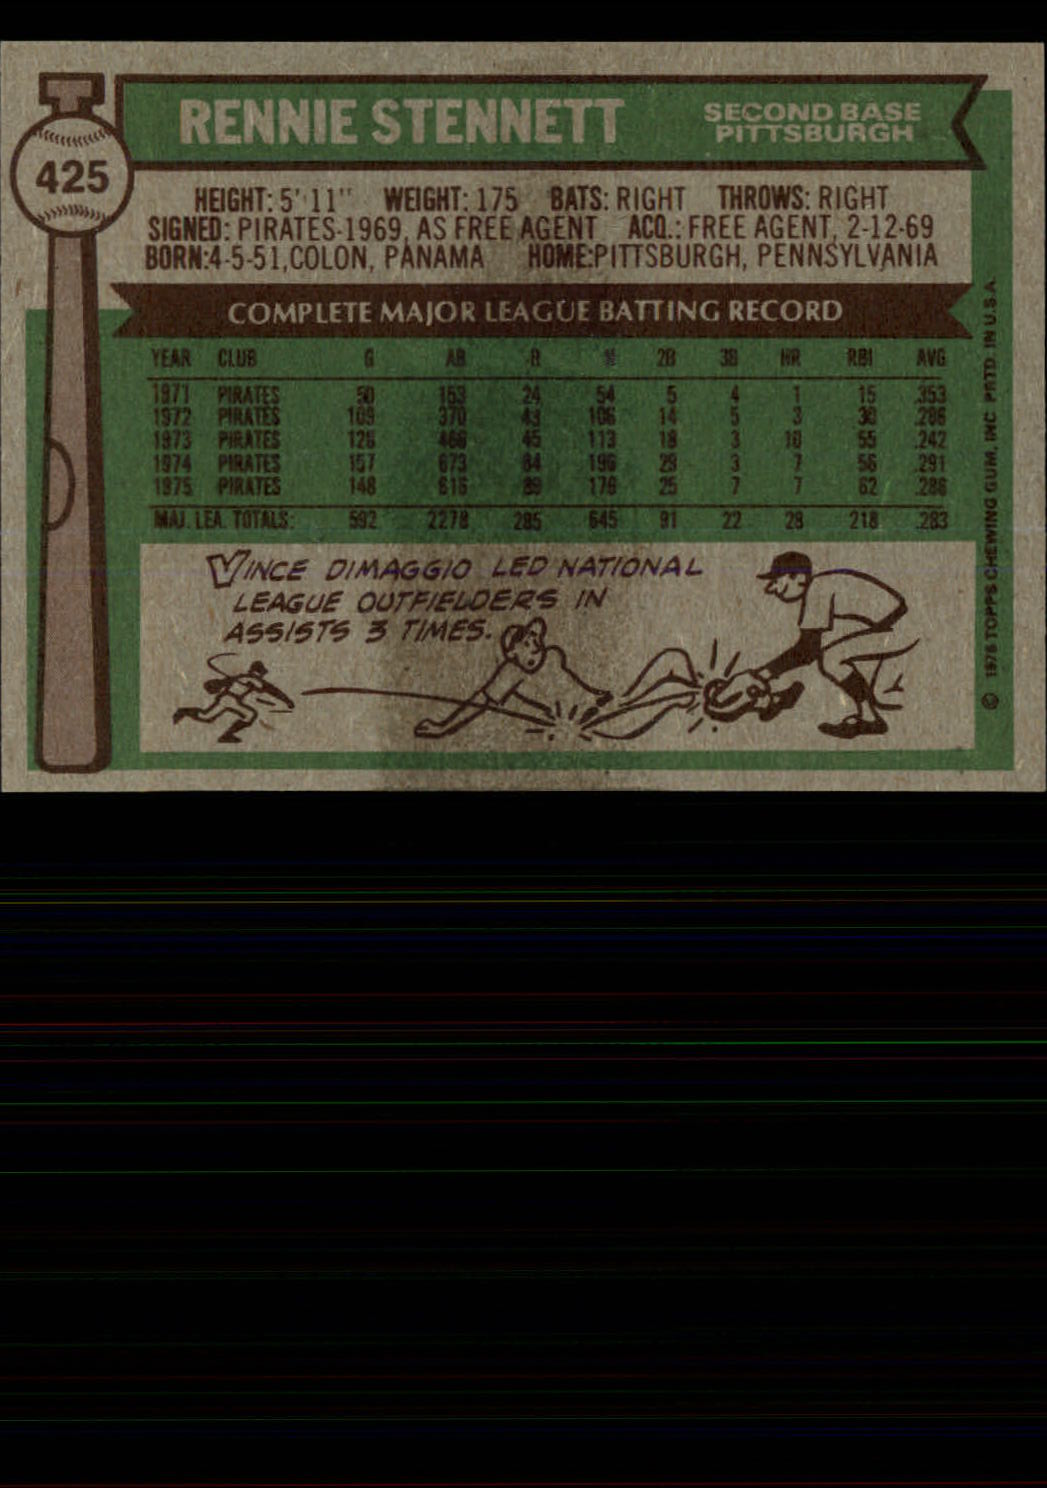 RENNIE STENNETT
SECOND BASE
PITTSBURGH
425
HEIGHT: 5' 11" WEIGHT: 175 BATS: RIGHT THROWS: RIGHT
SIGNED: PIRATES-1969, AS FREE AGENT ACQ.: FREE AGENT, 2-12-69
BORN:4-5-51,COLON, PANAMA HOME:PITTSBURGH, PENNSYLVANIA
COMPLETE MAJOR LEAGUE BATTING RECORD
YEAR CLUB G AB R H 2B 3B HR RBI AVG
1971 PIRATES 50 153 24 54 5 4 1 15 .353
1972 PIRATES 109 370 43 106 14 5 3 30 .286
1973 PIRATES 128 466 45 113 18 3 10 55 .242
1974 PIRATES 157 673 84 196 29 3 7 56 .291
1975 PIRATES 148 616 89 176 25 7 7 62 .286
MAJ. LEA. TOTALS: 592 2278 285 645 91 22 28 218 .283
VINCE DIMAGGIO LED NATIONAL
LEAGUE OUTFIELDERS IN
ASSISTS 3 TIMES.
© 1976 TOPPS CHEWING GUM, INC PRTD. IN U.S.A.